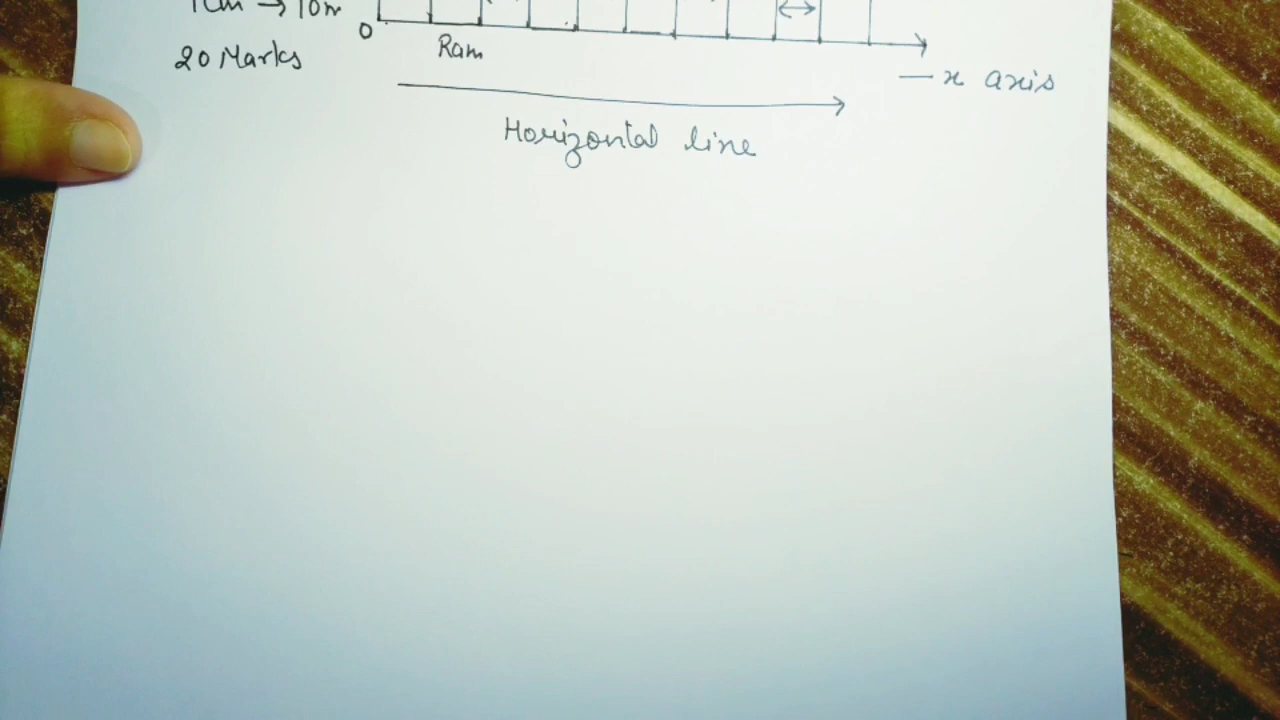 1cm → 10m
0
20 Marks
Ram
— x axis
Horizontal line